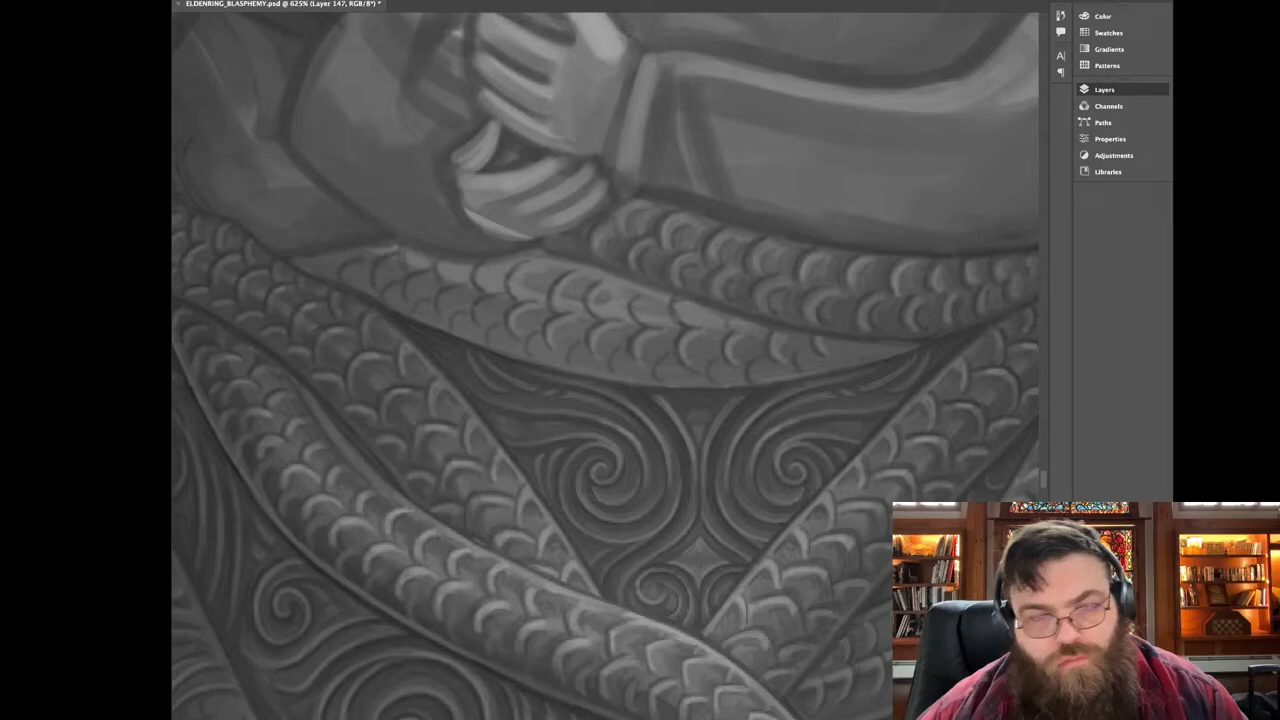 ELDENRING_BLASPHEMY.psd @ 625% (Layer 147, RGB/8*) *
Color
Swatches
Gradients
Patterns
Layers
Channels
Paths
Properties
Adjustments
Libraries